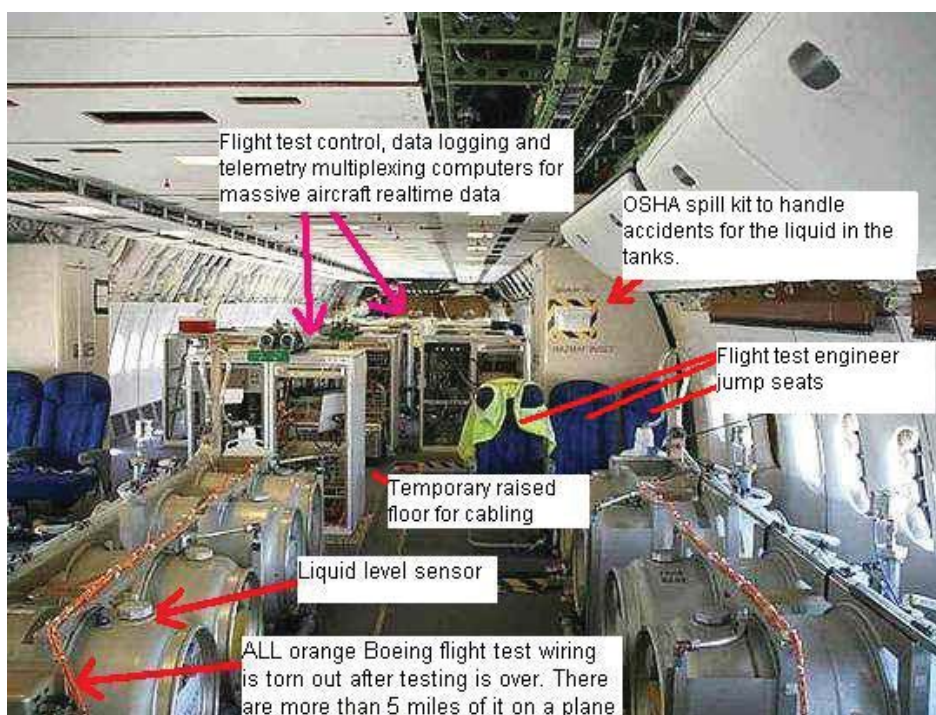 Flight test control, data logging and
telemetry multiplexing computers for
massive aircraft realtime data
OSHA spill kit to handle
accidents for the liquid in the
tanks.
Flight test engineer
jump seats
Temporary raised
floor for cabling
Liquid level sensor
ALL orange Boeing flight test wiring
is torn out after testing is over. There
are more than 5 miles of it on a plane